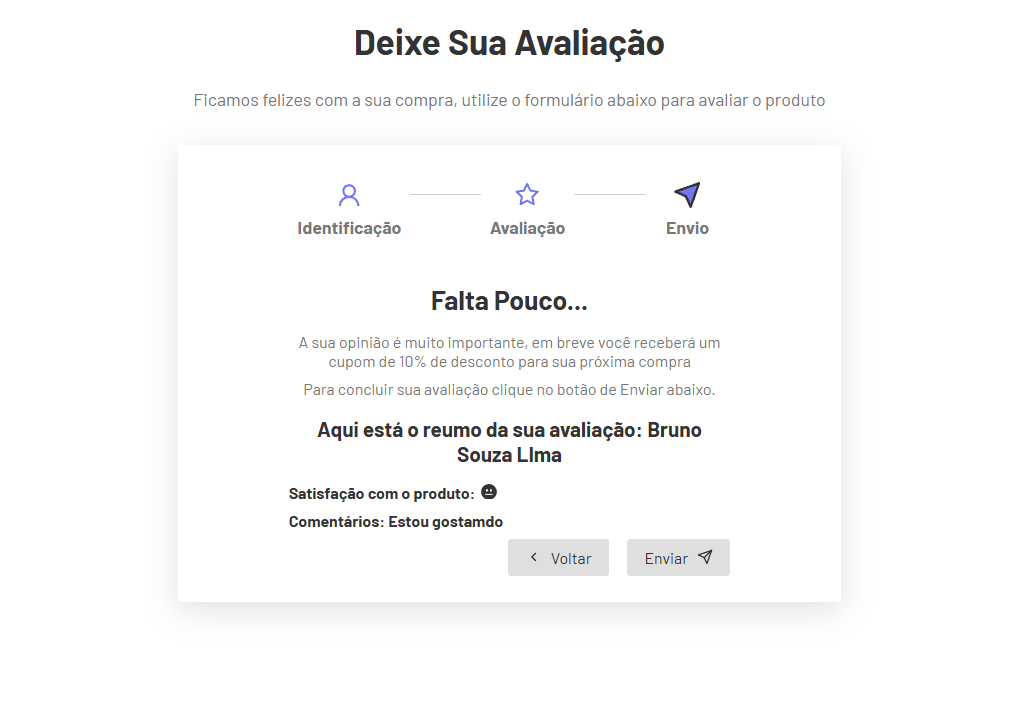 Deixe Sua Avaliação
Ficamos felizes com a sua compra, utilize o formulário abaixo para avaliar o produto
Identificação
Avaliação
Envio
Falta Pouco...
A sua opinião é muito importante, em breve você receberá um
cupom de 10% de desconto para sua próxima compra
Para concluir sua avaliação clique no botão de Enviar abaixo.
Aqui está o reumo da sua avaliação: Bruno
Souza LIma
Satisfação com o produto:
Comentários: Estou gostamdo
Voltar
Enviar